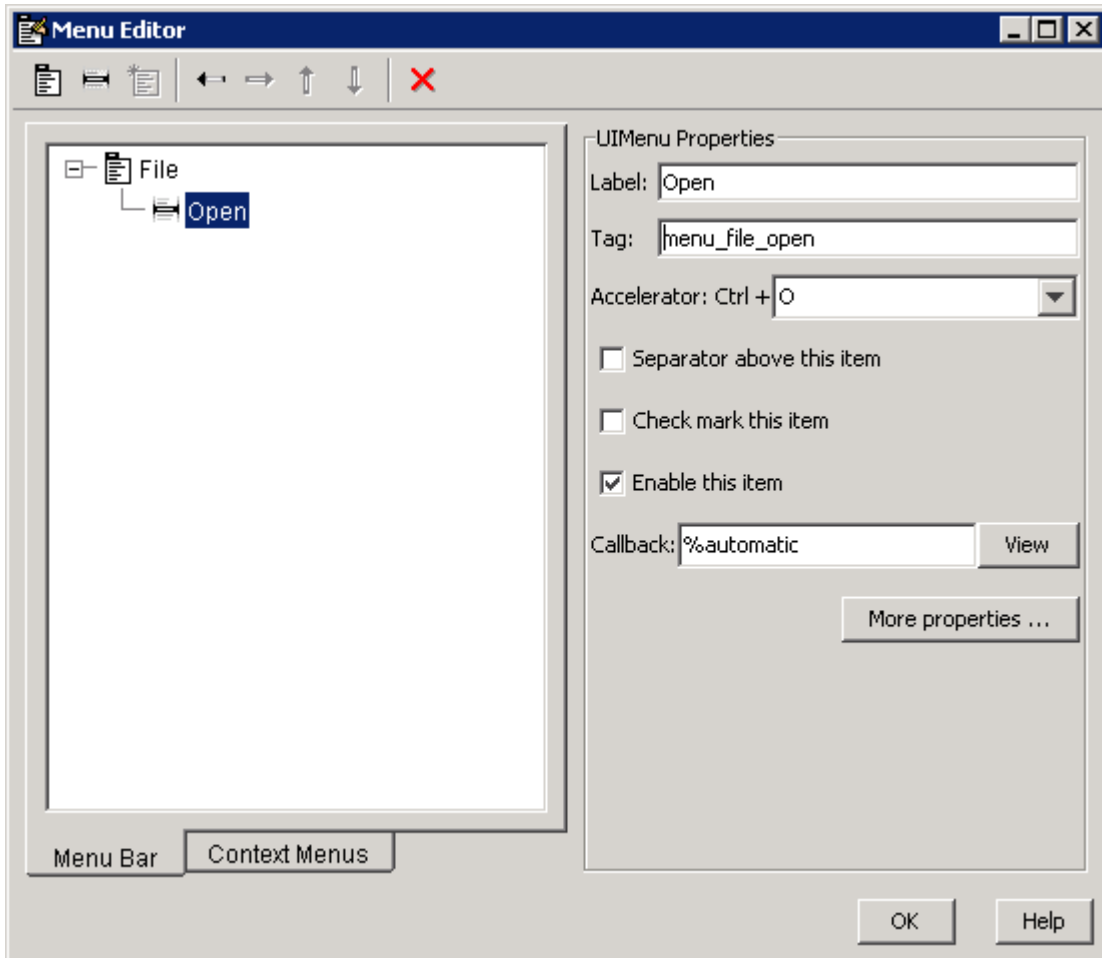 Menu Editor
File
Open
Menu Bar
Context Menus
UIMenu Properties
Label: Open
Tag: menu_file_open
Accelerator: Ctrl + O
Separator above this item
Check mark this item
Enable this item
Callback: %automatic View
More properties ...
OK Help